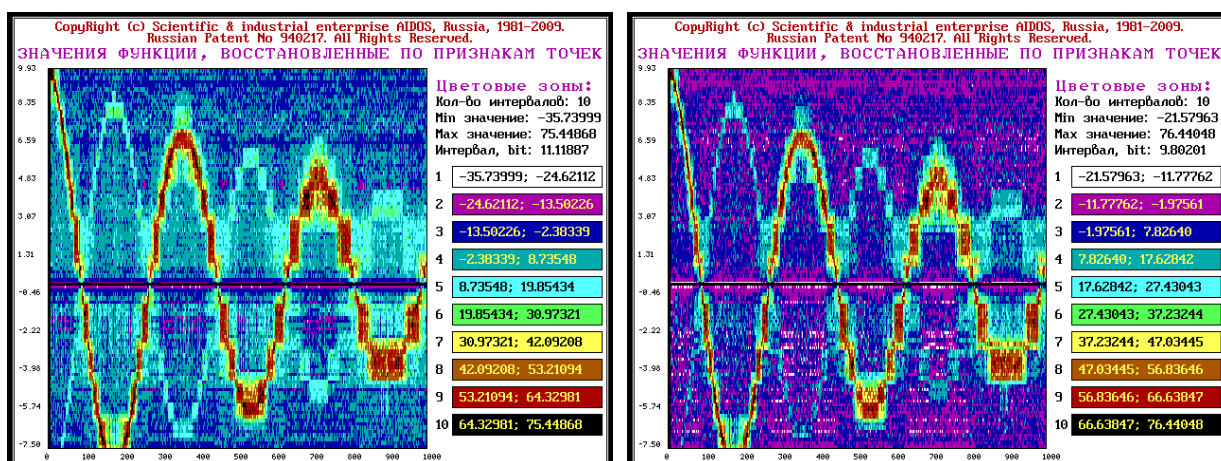 CopyRight (c) Scientific & industrial enterprise AIDOS, Russia, 1981-2009.
Russian Patent No 940217. All Rights Reserved.
ЗНАЧЕНИЯ ФУНКЦИИ, ВОССТАНОВЛЕННЫЕ ПО ПРИЗНАКАМ ТОЧЕК
9.93
8.35
6.59
4.83
3.07
1.31
-0.46
-2.22
-3.98
-5.74
-7.50
0 100 200 300 400 500 600 700 800 900 1000
Цветовые зоны:
Кол-во интервалов: 10
Min значение: -35.73999
Max значение: 75.44868
Интервал, bit: 11.11887
1 -35.73999; -24.62112
2 -24.62112; -13.50226
3 -13.50226; -2.38339
4 -2.38339; 8.73548
5 8.73548; 19.85434
6 19.85434; 30.97321
7 30.97321; 42.09208
8 42.09208; 53.21094
9 53.21094; 64.32981
10 64.32981; 75.44868
CopyRight (c) Scientific & industrial enterprise AIDOS, Russia, 1981-2009.
Russian Patent No 940217. All Rights Reserved.
ЗНАЧЕНИЯ ФУНКЦИИ, ВОССТАНОВЛЕННЫЕ ПО ПРИЗНАКАМ ТОЧЕК
9.93
8.35
6.59
4.83
3.07
1.31
-0.46
-2.22
-3.98
-5.74
-7.50
0 100 200 300 400 500 600 700 800 900 1000
Цветовые зоны:
Кол-во интервалов: 10
Min значение: -21.57963
Max значение: 76.44048
Интервал, bit: 9.80201
1 -21.57963; -11.77762
2 -11.77762; -1.97561
3 -1.97561; 7.82640
4 7.82640; 17.62842
5 17.62842; 27.43043
6 27.43043; 37.23244
7 37.23244; 47.03445
8 47.03445; 56.83646
9 56.83646; 66.63847
10 66.63847; 76.44048